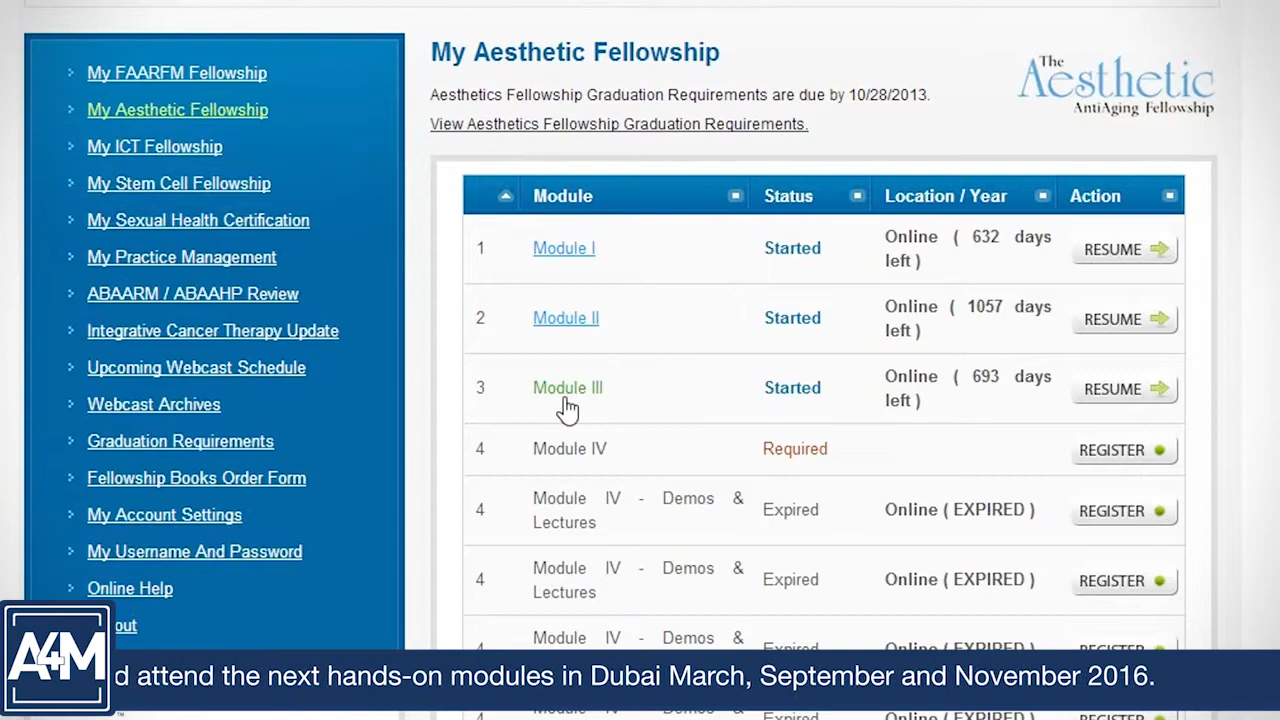 My FAARFM Fellowship
My Aesthetic Fellowship
My ICT Fellowship
My Stem Cell Fellowship
My Sexual Health Certification
My Practice Management
ABAARM / ABAAHP Review
Integrative Cancer Therapy Update
Upcoming Webcast Schedule
Webcast Archives
Graduation Requirements
Fellowship Books Order Form
My Account Settings
My Username And Password
Online Help
out
My Aesthetic Fellowship
Aesthetics Fellowship Graduation Requirements are due by 10/28/2013.
View Aesthetics Fellowship Graduation Requirements.
The
Aesthetic
AntiAging Fellowship
Module Status Location / Year Action
1 Module I Started Online ( 632 days left ) RESUME
2 Module II Started Online ( 1057 days left ) RESUME
3 Module III Started Online ( 693 days left ) RESUME
4 Module IV Required REGISTER
4 Module IV - Demos & Lectures Expired Online ( EXPIRED ) REGISTER
4 Module IV - Demos & Lectures Expired Online ( EXPIRED ) REGISTER
Module IV - Demos &
A4M
d attend the next hands-on modules in Dubai March, September and November 2016.